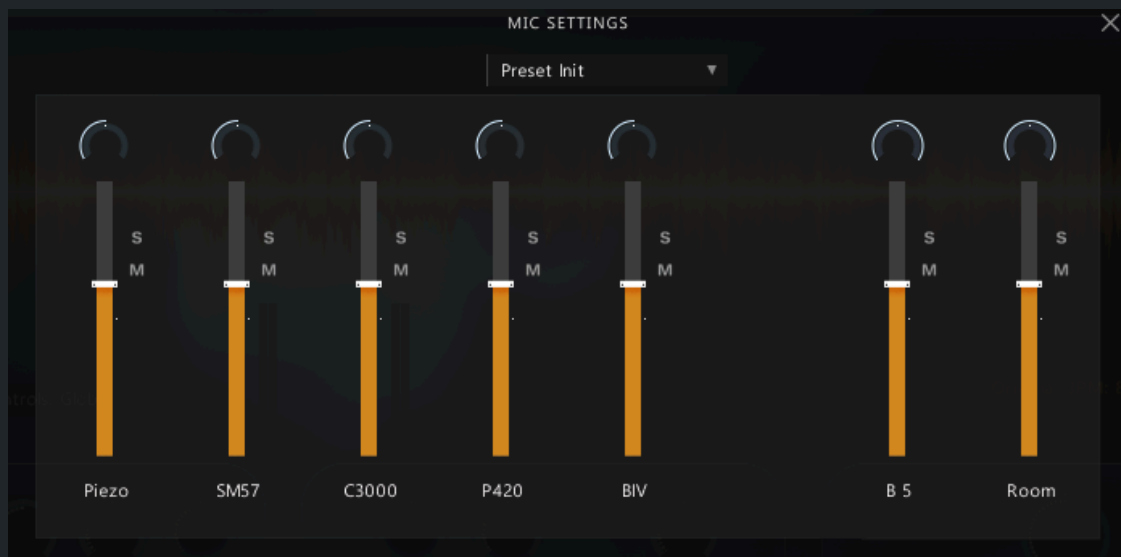 MIC SETTINGS
Preset Init
S S S S S S S
M M M M M M M
Piezo SM57 C3000 P420 BIV B 5 Room